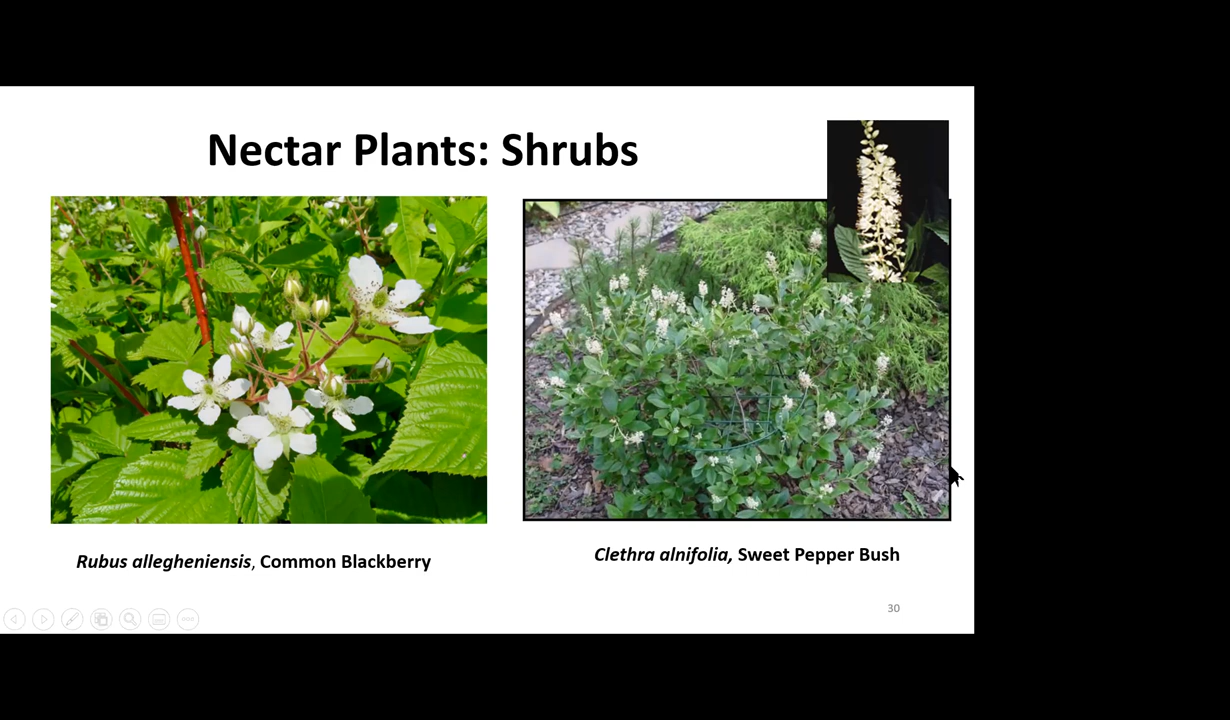 Nectar Plants: Shrubs
Rubus allegheniensis, Common Blackberry
Clethra alnifolia, Sweet Pepper Bush
30